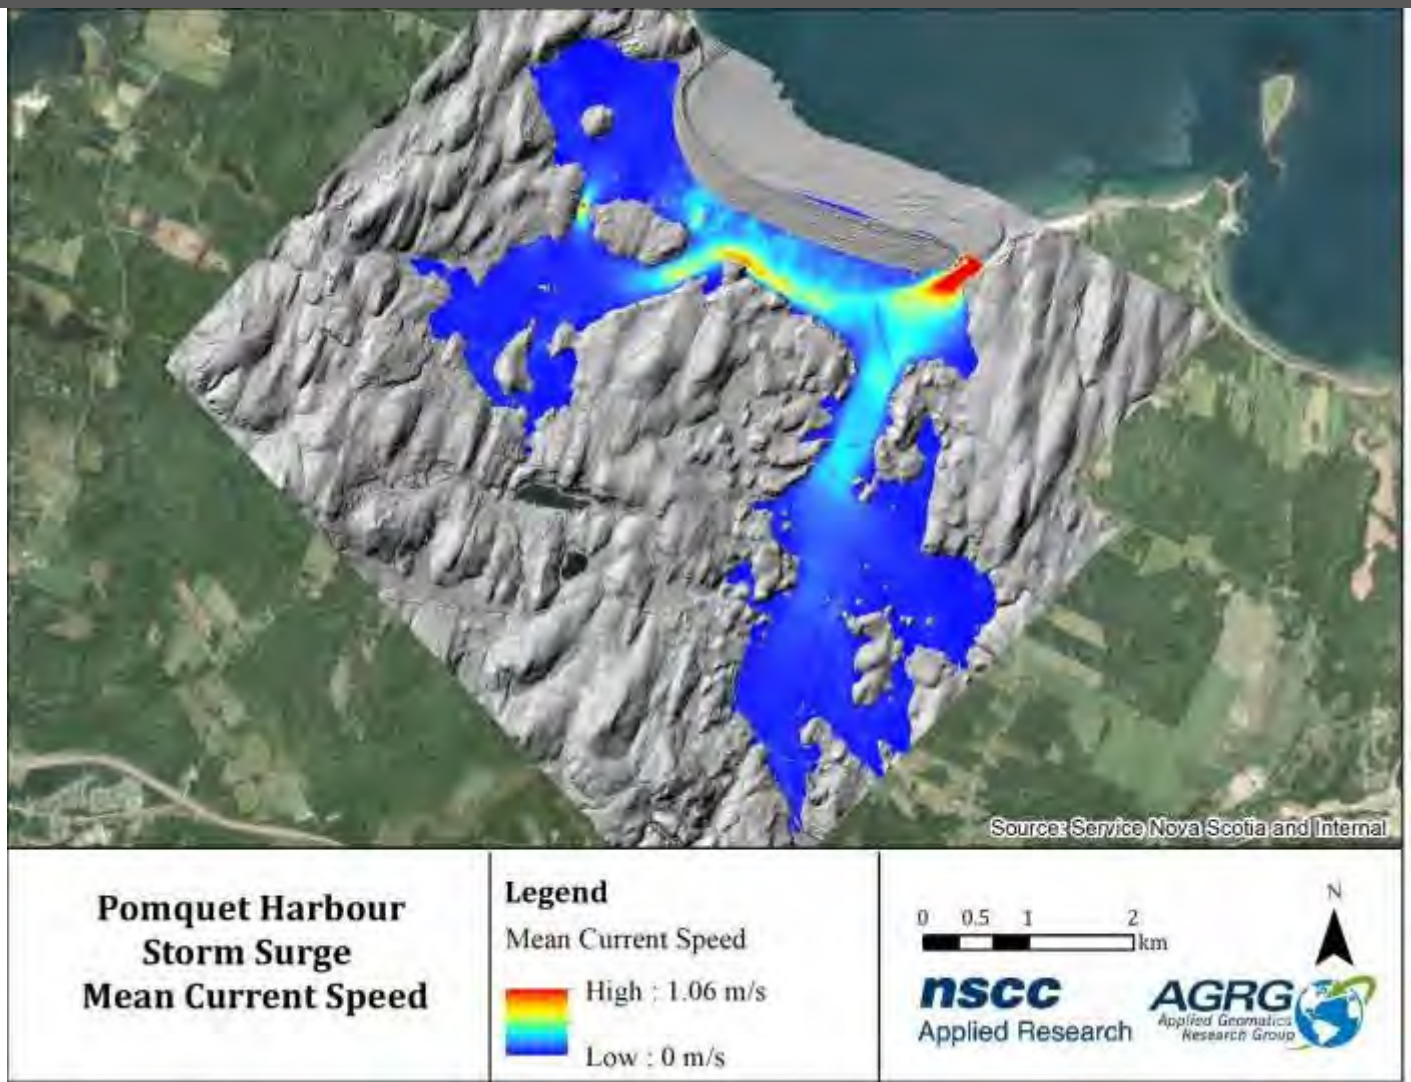 Source: Service Nova Scotia and Internal
Pomquet Harbour
Storm Surge
Mean Current Speed
Legend
Mean Current Speed
High : 1.06 m/s
Low : 0 m/s
0 0.5 1 2
km
N
nscc
Applied Research
AGRG
Applied Geomatics
Research Group